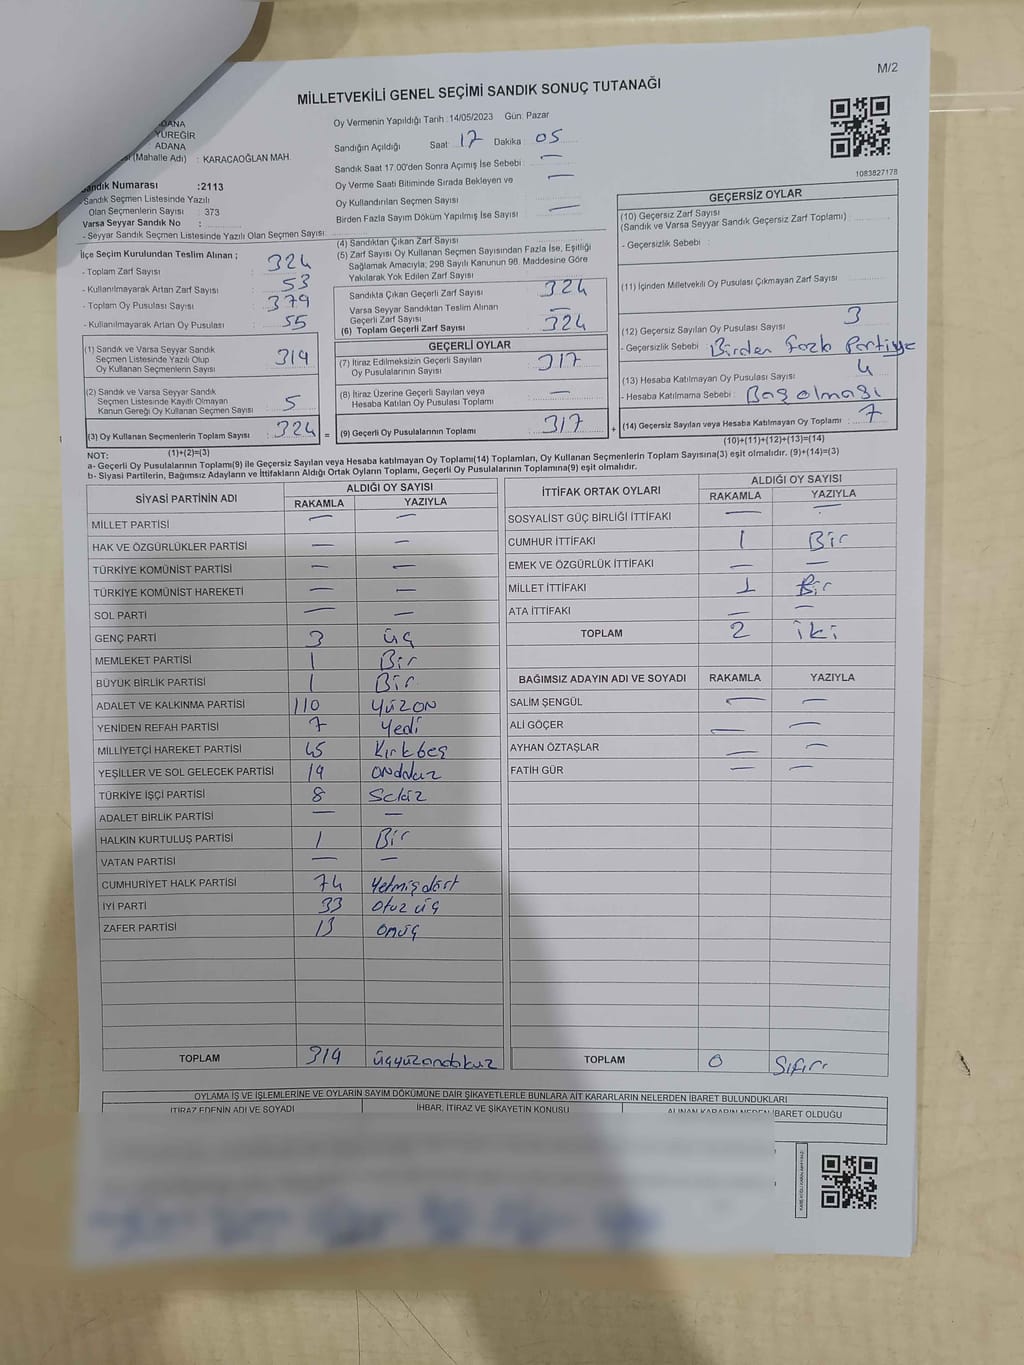 M/2
MİLLETVEKİLİ GENEL SEÇİMİ SANDIK SONUÇ TUTANAĞI
ADANA
YÜREĞİR
: ADANA
(Mahalle Adı) : KARACAOĞLAN MAH.
Sandık Numarası :2113
- Sandık Seçmen Listesinde Yazılı
Olan Seçmenlerin Sayısı : 373
Varsa Seyyar Sandık No :
- Seyyar Sandık Seçmen Listesinde Yazılı Olan Seçmen Sayısı
Oy Vermenin Yapıldığı Tarih :14/05/2023 Gün: Pazar
Sandığın Açıldığı Saat: 17 Dakika : 05
Sandık Saat 17.00'den Sonra Açımış İse Sebebi : —
Oy Verme Saati Bitiminde Sırada Bekleyen ve —
Oy Kullandırılan Seçmen Sayısı
Birden Fazla Sayım Döküm Yapılmış İse Sayısı : —
1083827178
İlçe Seçim Kurulundan Teslim Alınan ;
- Toplam Zarf Sayısı : 324
- Kullanılmayarak Artan Zarf Sayısı : 53
- Toplam Oy Pusulası Sayısı : 379
- Kullanılmayarak Artan Oy Pusulası : 55
(1) Sandık ve Varsa Seyyar Sandık
Seçmen Listesinde Yazılı Olup
Oy Kullanan Seçmenlerin Sayısı : 319
(2) Sandık ve Varsa Seyyar Sandık
Seçmen Listesinde Kayıtlı Olmayan
Kanun Gereği Oy Kullanan Seçmen Sayısı : 5
(3) Oy Kullanan Seçmenlerin Toplam Sayısı : 324 =
(1)+(2)=(3)
(4) Sandıktan Çıkan Zarf Sayısı
(5) Zarf Sayısı Oy Kullanan Seçmen Sayısından Fazla İse, Eşitliği
Sağlamak Amacıyla, 298 Sayılı Kanunun 98. Maddesine Göre
Yakılarak Yok Edilen Zarf Sayısı
Sandıkta Çıkan Geçerli Zarf Sayısı : 324
Varsa Seyyar Sandıktan Teslim Alınan
Geçerli Zarf Sayısı : —
(6) Toplam Geçerli Zarf Sayısı : 324
GEÇERLİ OYLAR
(7) İtiraz Edilmeksizin Geçerli Sayılan
Oy Pusulalarının Sayısı : 317
(8) İtiraz Üzerine Geçerli Sayılan veya
Hesaba Katılan Oy Pusulası Toplamı : —
(9) Geçerli Oy Pusulalarının Toplamı : 317 +
GEÇERSİZ OYLAR
(10) Geçersiz Zarf Sayısı
(Sandık ve Varsa Seyyar Sandık Geçersiz Zarf Toplamı) :
- Geçersizlik Sebebi :
(11) İçinden Milletvekili Oy Pusulası Çıkmayan Zarf Sayısı
(12) Geçersiz Sayılan Oy Pusulası Sayısı : 3
- Geçersizlik Sebebi : Birden fazla Partiye
(13) Hesaba Katılmayan Oy Pusulası Sayısı : 4
- Hesaba Katılmama Sebebi : Boş olması
(14) Geçersiz Sayılan veya Hesaba Katılmayan Oy Toplamı : 7
(10)+(11)+(12)+(13)=(14)
NOT:
a- Geçerli Oy Pusulalarının Toplamı(9) ile Geçersiz Sayılan veya Hesaba katılmayan Oy Toplamı(14) Toplamları, Oy Kullanan Seçmenlerin Toplam Sayısına(3) eşit olmalıdır. (9)+(14)=(3)
b- Siyasi Partilerin, Bağımsız Adayların ve İttifakların Aldığı Ortak Oyların Toplamı, Geçerli Oy Pusulalarının Toplamına(9) eşit olmalıdır.
SİYASİ PARTİNİN ADI ALDIĞI OY SAYISI
RAKAMLA YAZIYLA
MİLLET PARTİSİ — —
HAK VE ÖZGÜRLÜKLER PARTİSİ — —
TÜRKİYE KOMÜNİST PARTİSİ — —
TÜRKİYE KOMÜNİST HAREKETİ — —
SOL PARTİ — —
GENÇ PARTİ 3 üç
MEMLEKET PARTİSİ 1 Bir
BÜYÜK BİRLİK PARTİSİ 1 Bir
ADALET VE KALKINMA PARTİSİ 110 yüzon
YENİDEN REFAH PARTİSİ 7 yedi
MİLLİYETÇİ HAREKET PARTİSİ 45 Kırkbeş
YEŞİLLER VE SOL GELECEK PARTİSİ 19 ondokuz
TÜRKİYE İŞÇİ PARTİSİ 8 Sekiz
ADALET BİRLİK PARTİSİ — —
HALKIN KURTULUŞ PARTİSİ 1 Bir
VATAN PARTİSİ — —
CUMHURİYET HALK PARTİSİ 74 yetmişdört
İYİ PARTİ 33 otuz üç
ZAFER PARTİSİ 13 onüç
TOPLAM 319 üçyüzondokuz
İTTİFAK ORTAK OYLARI ALDIĞI OY SAYISI
RAKAMLA YAZIYLA
SOSYALİST GÜÇ BİRLİĞİ İTTİFAKI — —
CUMHUR İTTİFAKI 1 Bir
EMEK VE ÖZGÜRLÜK İTTİFAKI — —
MİLLET İTTİFAKI 1 Bir
ATA İTTİFAKI — —
TOPLAM 2 iki
BAĞIMSIZ ADAYIN ADI VE SOYADI RAKAMLA YAZIYLA
SALİM ŞENGÜL — —
ALİ GÖÇER — —
AYHAN ÖZTAŞLAR — —
FATİH GÜR — —
TOPLAM 0 Sıfır
OYLAMA İŞ VE İŞLEMLERİNE VE OYLARIN SAYIM DÖKÜMÜNE DAİR ŞİKAYETLERLE BUNLARA AİT KARARLARIN NELERDEN İBARET BULUNDUKLARI
İTİRAZ EDENİN ADI VE SOYADI İHBAR, İTİRAZ VE ŞİKAYETİN KONUSU ALINAN KARARIN NEDEN İBARET OLDUĞU